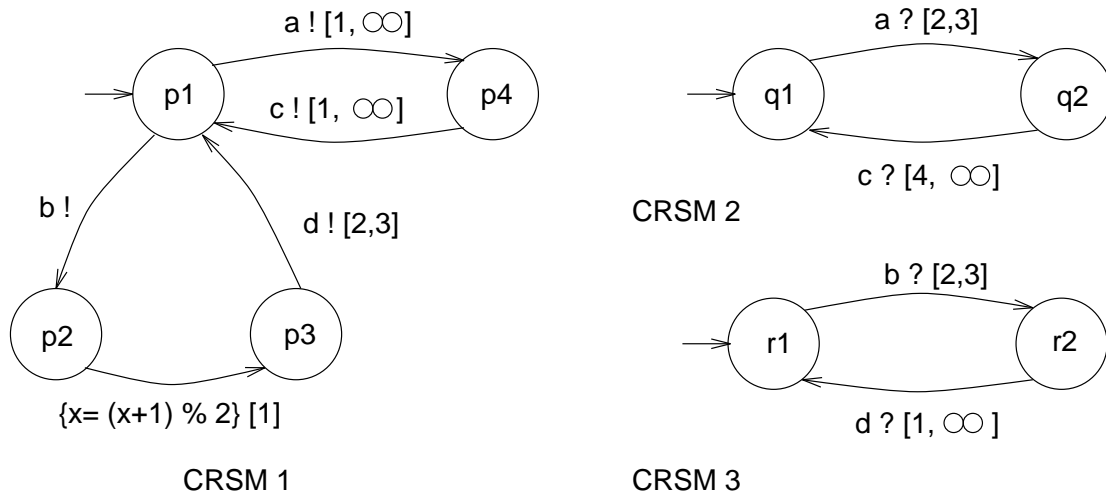 a ! [1, ∞]
p1
p4
c ! [1, ∞]
b !
d ! [2,3]
p2
p3
{x= (x+1) % 2} [1]
CRSM 1
a ? [2,3]
q1
q2
c ? [4, ∞]
CRSM 2
b ? [2,3]
r1
r2
d ? [1, ∞ ]
CRSM 3